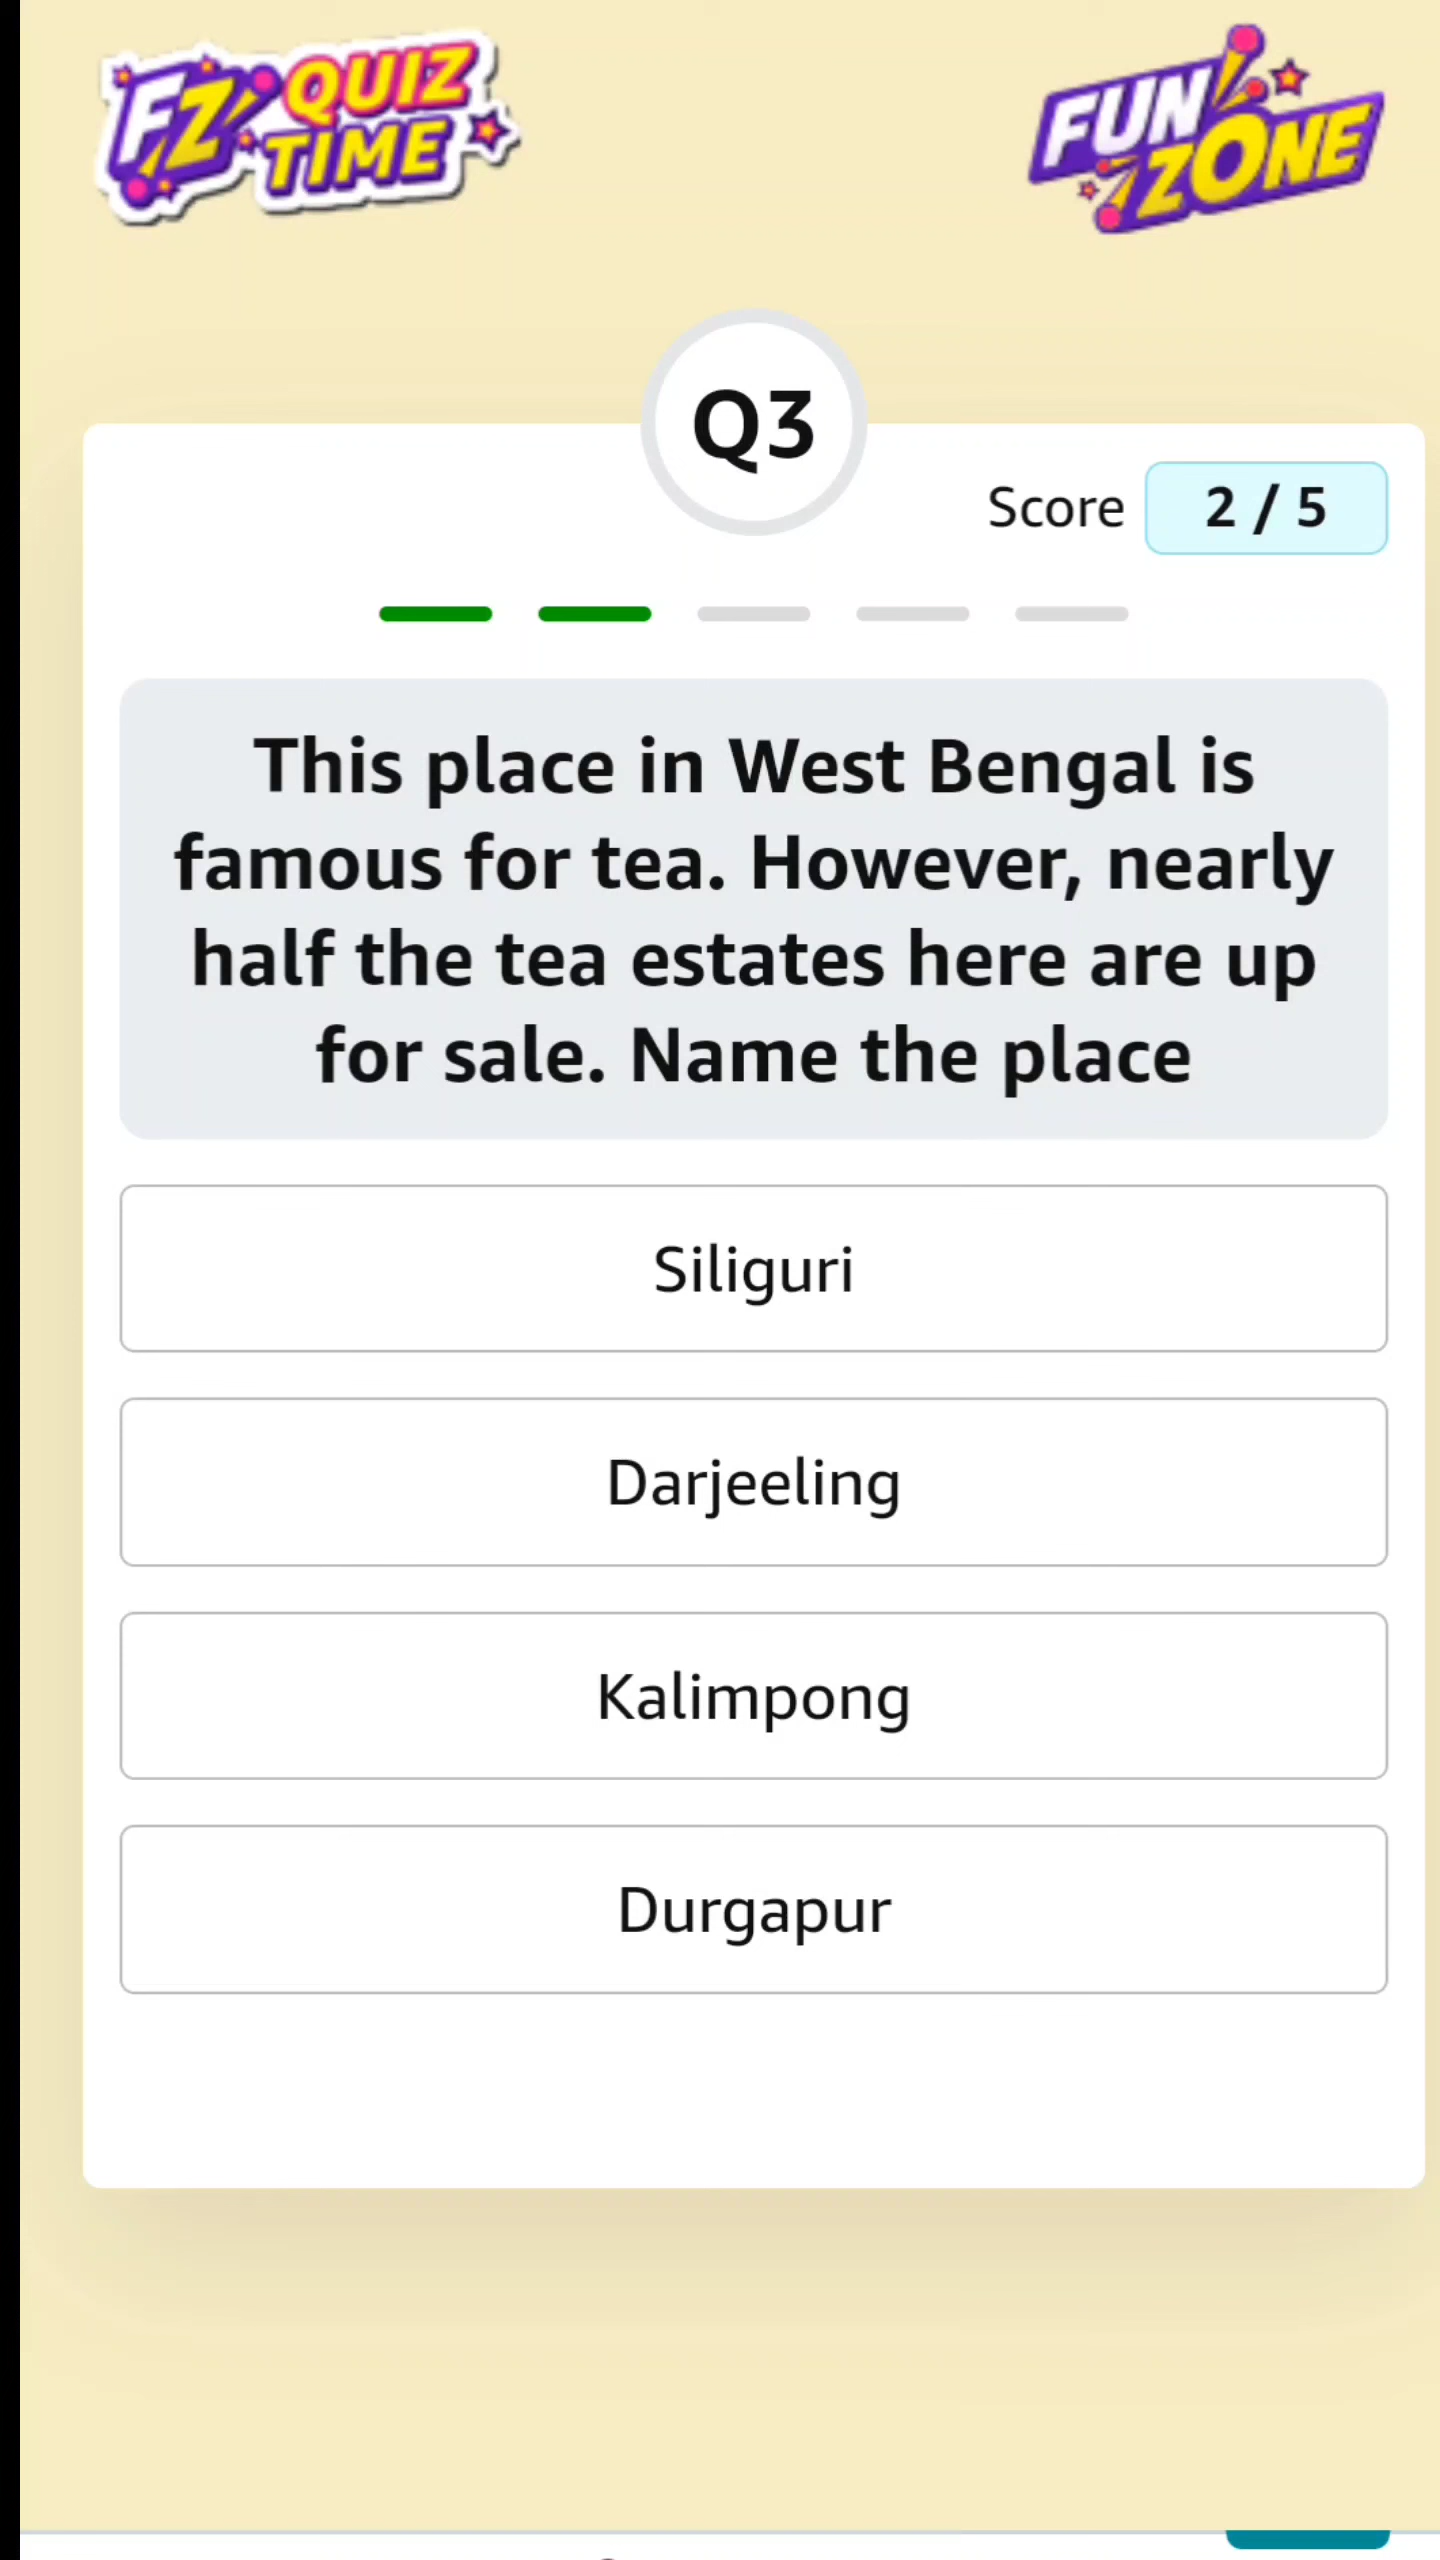 FZ QUIZ TIME
FUN ZONE
Q3
Score 2 / 5
This place in West Bengal is
famous for tea. However, nearly
half the tea estates here are up
for sale. Name the place
Siliguri
Darjeeling
Kalimpong
Durgapur